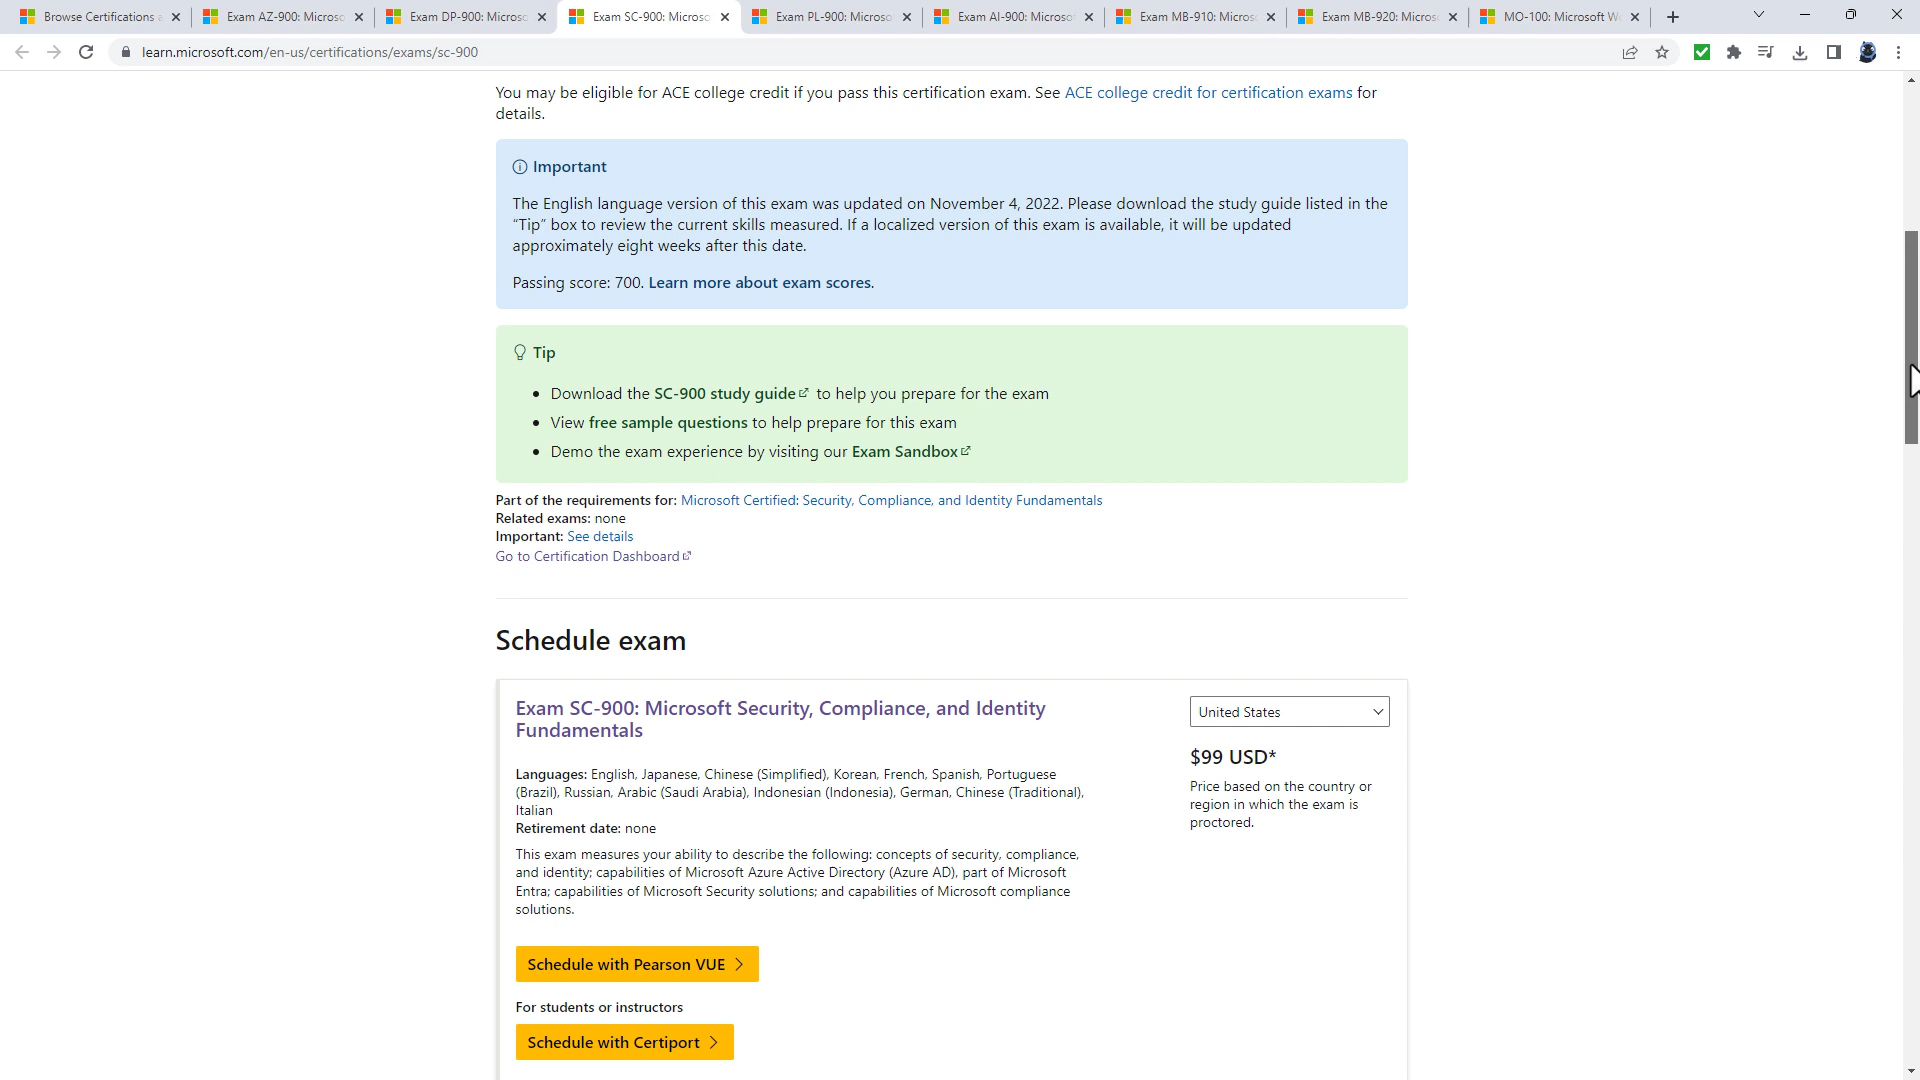 Browse Certifications a
Exam AZ-900: Microso
Exam DP-900: Microso
Exam SC-900: Microso
Exam PL-900: Microso
Exam AI-900: Microsof
Exam MB-910: Micros
Exam MB-920: Micros
MO-100: Microsoft W
learn.microsoft.com/en-us/certifications/exams/sc-900
You may be eligible for ACE college credit if you pass this certification exam. See ACE college credit for certification exams for
details.
Important
The English language version of this exam was updated on November 4, 2022. Please download the study guide listed in the
“Tip” box to review the current skills measured. If a localized version of this exam is available, it will be updated
approximately eight weeks after this date.
Passing score: 700. Learn more about exam scores.
Tip
• Download the SC-900 study guide to help you prepare for the exam
• View free sample questions to help prepare for this exam
• Demo the exam experience by visiting our Exam Sandbox
Part of the requirements for: Microsoft Certified: Security, Compliance, and Identity Fundamentals
Related exams: none
Important: See details
Go to Certification Dashboard
Schedule exam
Exam SC-900: Microsoft Security, Compliance, and Identity
Fundamentals
Languages: English, Japanese, Chinese (Simplified), Korean, French, Spanish, Portuguese
(Brazil), Russian, Arabic (Saudi Arabia), Indonesian (Indonesia), German, Chinese (Traditional),
Italian
Retirement date: none
This exam measures your ability to describe the following: concepts of security, compliance,
and identity; capabilities of Microsoft Azure Active Directory (Azure AD), part of Microsoft
Entra; capabilities of Microsoft Security solutions; and capabilities of Microsoft compliance
solutions.
Schedule with Pearson VUE
For students or instructors
Schedule with Certiport
United States
$99 USD*
Price based on the country or
region in which the exam is
proctored.